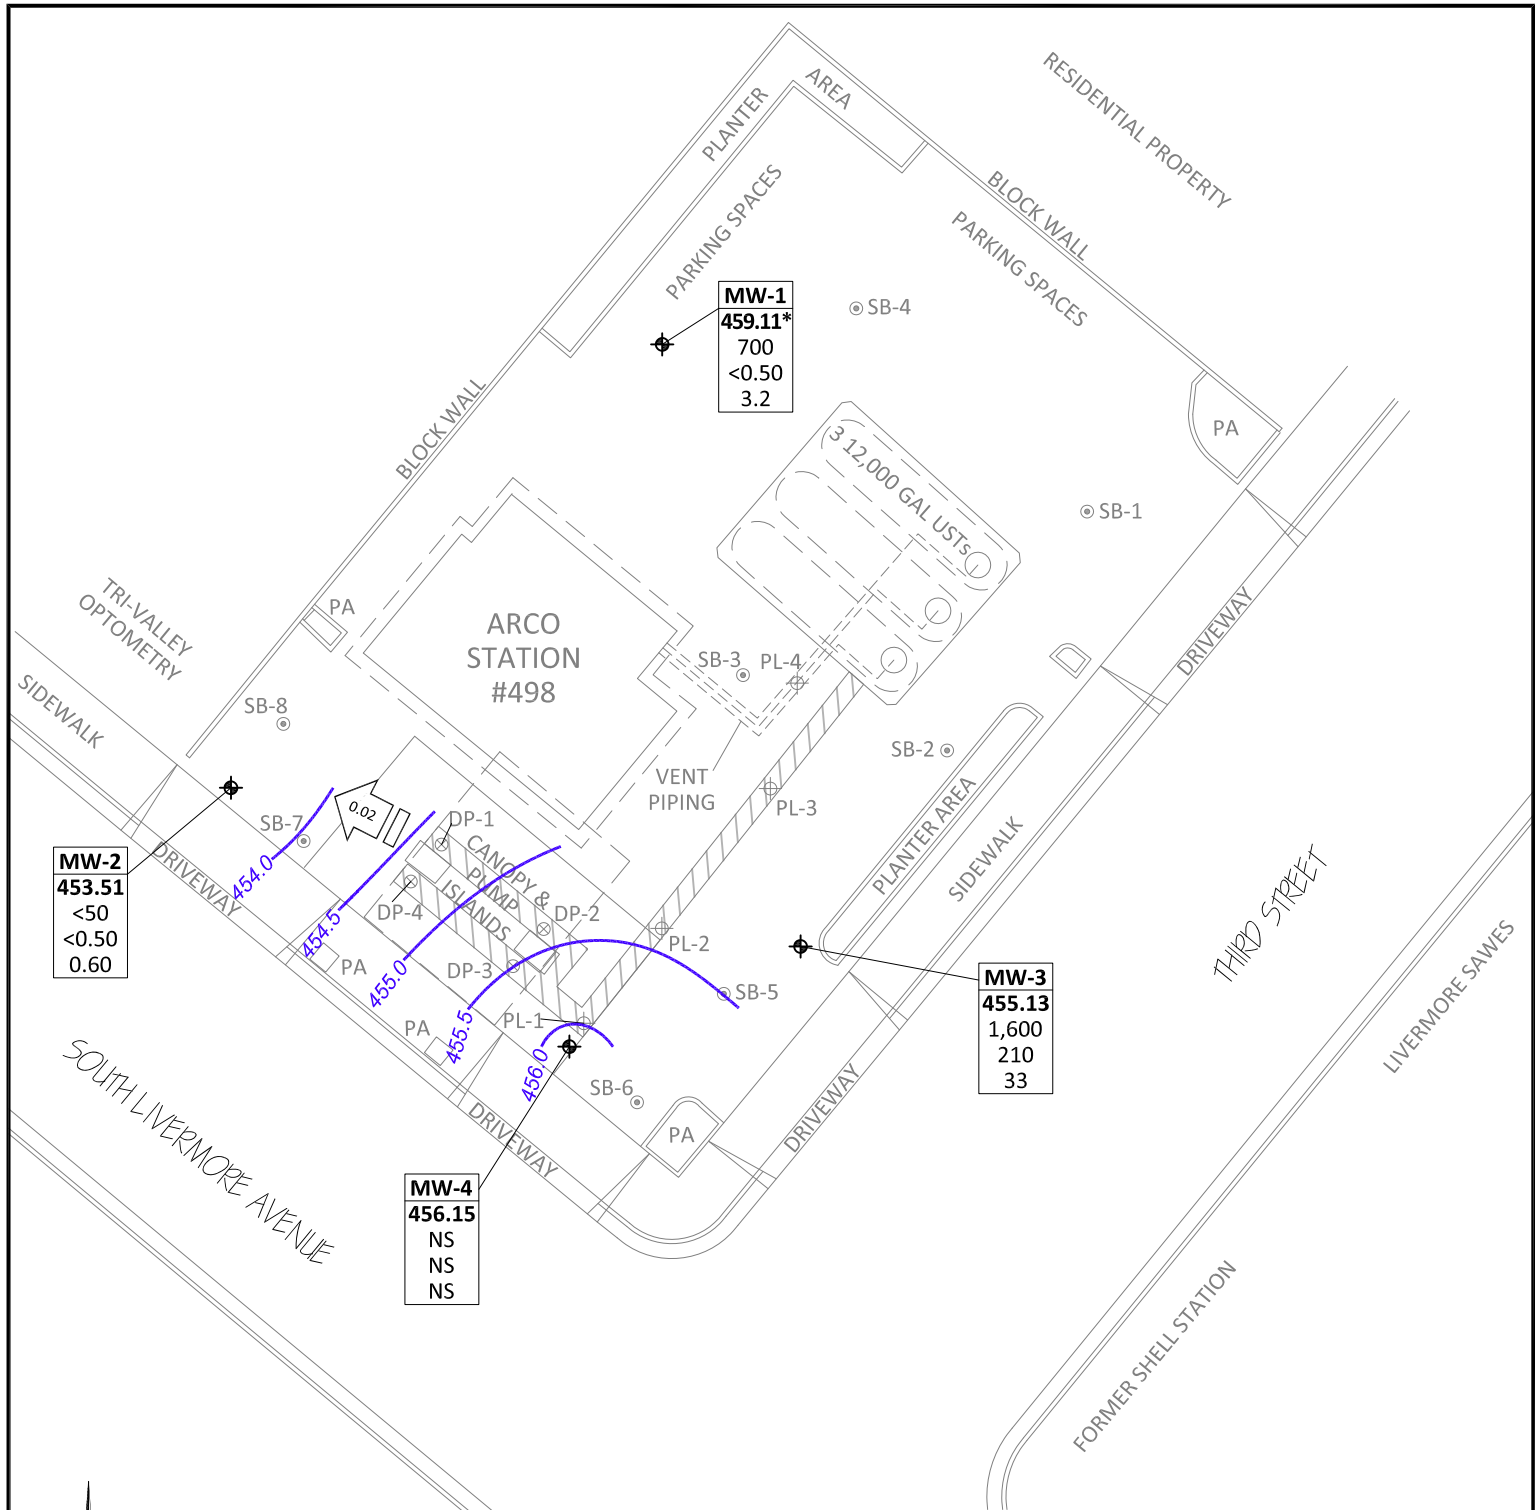 RESIDENTIAL PROPERTY
PLANTER
AREA
PARKING SPACES
BLOCK WALL
PARKING SPACES
MW-1
459.11*
700
<0.50
3.2
SB-4
BLOCK WALL
3 12,000 GAL USTs
PA
SB-1
TRI-VALLEY
OPTOMETRY
PA
ARCO
STATION
#498
SB-3
PL-4
DRIVEWAY
SIDEWALK
SB-8
SB-2
VENT
PIPING
PL-3
0.02
SB-7
DP-1
CANOPY &
PUMP
ISLANDS
PLANTER AREA
SIDEWALK
MW-2
453.51
<50
<0.50
0.60
DRIVEWAY
454.0
454.5
455.0
455.5
456.0
DP-4
DP-2
DP-3
PL-2
PA
SB-5
PL-1
PA
MW-3
455.13
1,600
210
33
THIRD STREET
LIVERMORE SAWES
SOUTH LIVERMORE AVENUE
SB-6
DRIVEWAY
PA
DRIVEWAY
MW-4
456.15
NS
NS
NS
FORMER SHELL STATION